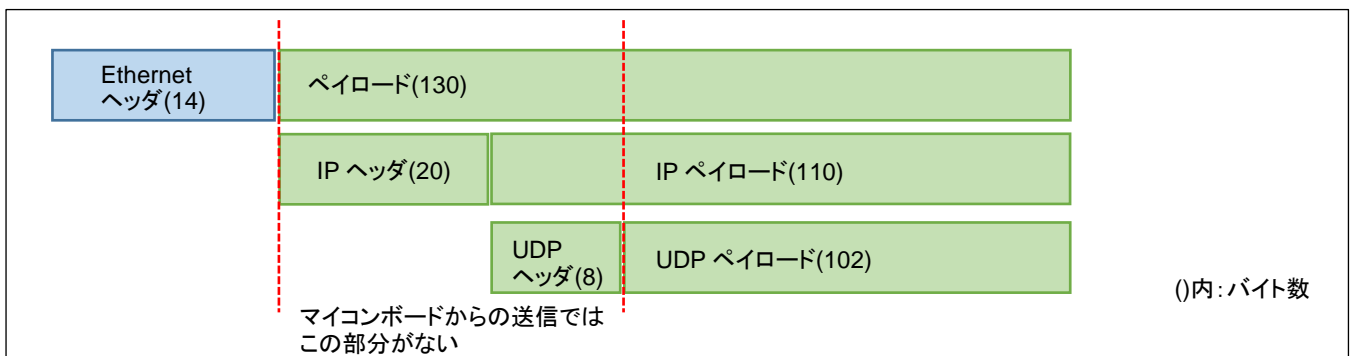 Ethernet
ヘッダ(14)
ペイロード(130)
IP ヘッダ(20)
IP ペイロード(110)
UDP
ヘッダ(8)
UDP ペイロード(102)
()内：バイト数
マイコンボードからの送信では
この部分がない